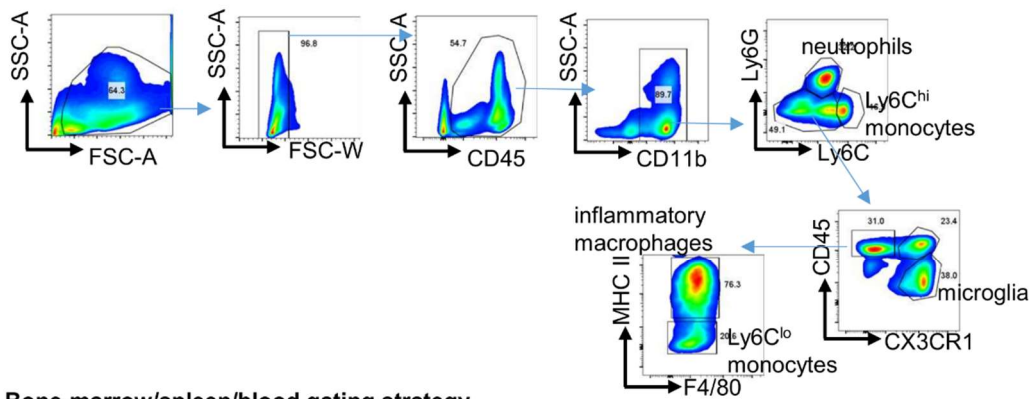 SSC-A
64.3
FSC-A
SSC-A
96.8
FSC-W
SSC-A
54.7
CD45
SSC-A
89.7
CD11b
Ly6G
neutrophils
Ly6Chi
monocytes
49.1
Ly6C
CD45
31.0
23.4
38.0
microglia
CX3CR1
inflammatory
macrophages
MHC II
76.3
Ly6Clo
monocytes
F4/80
Bone marrow/spleen/blood gating strategy